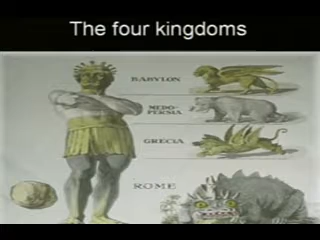 The four kingdoms
BABYLON
MEDO-
PERSIA
GRECIA
ROME